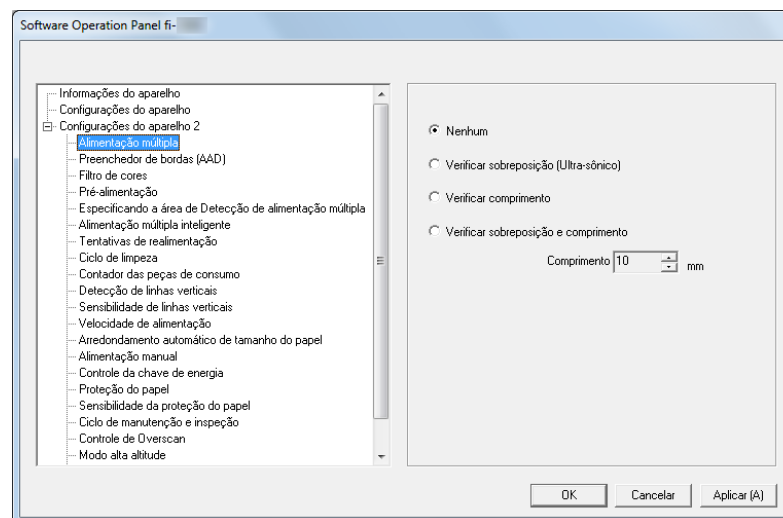 Software Operation Panel fi-
Informações do aparelho
Configurações do aparelho
Configurações do aparelho 2
Alimentação múltipla
Preenchedor de bordas (AAD)
Filtro de cores
Pré-alimentação
Especificando a área de Detecção de alimentação múltipla
Alimentação múltipla inteligente
Tentativas de realimentação
Ciclo de limpeza
Contador das peças de consumo
Detecção de linhas verticais
Sensibilidade de linhas verticais
Velocidade de alimentação
Arredondamento automático de tamanho do papel
Alimentação manual
Controle da chave de energia
Proteção do papel
Sensibilidade da proteção do papel
Ciclo de manutenção e inspeção
Controle de Overscan
Modo alta altitude
Nenhum
Verificar sobreposição (Ultra-sônico)
Verificar comprimento
Verificar sobreposição e comprimento
Comprimento 10 mm
OK Cancelar Aplicar (A)